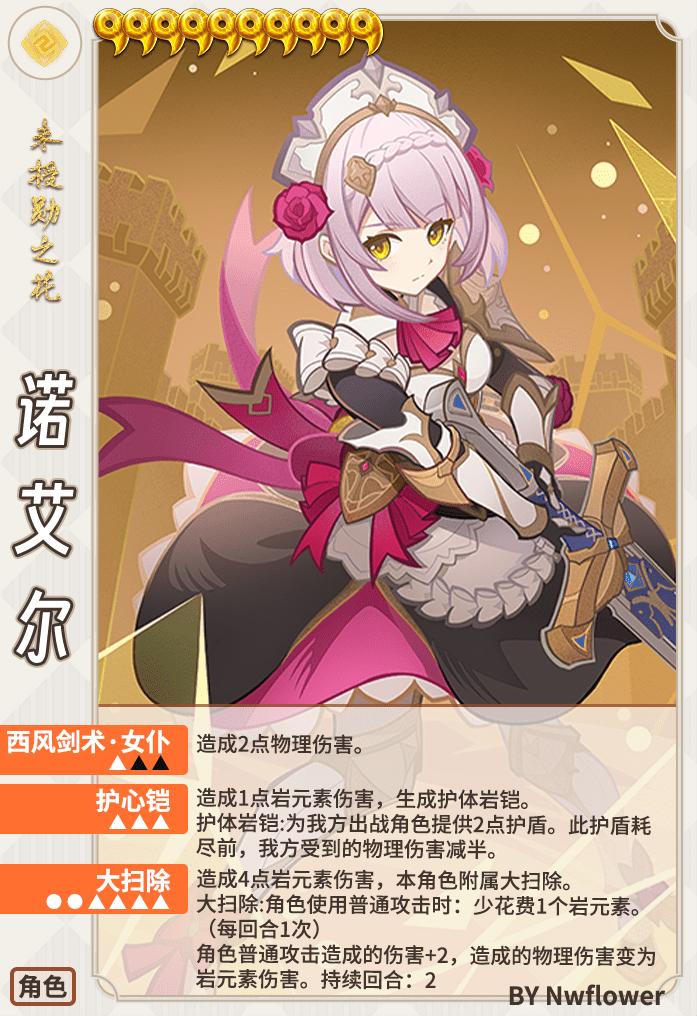 未授勋之花
诺艾尔
西风剑术·女仆
造成2点物理伤害。
护心铠
造成1点岩元素伤害，生成护体岩铠。
护体岩铠:为我方出战角色提供2点护盾。此护盾耗
尽前，我方受到的物理伤害减半。
大扫除
造成4点岩元素伤害，本角色附属大扫除。
大扫除:角色使用普通攻击时：少花费1个岩元素。
（每回合1次）
角色普通攻击造成的伤害+2，造成的物理伤害变为
岩元素伤害。持续回合：2
角色
BY Nwflower